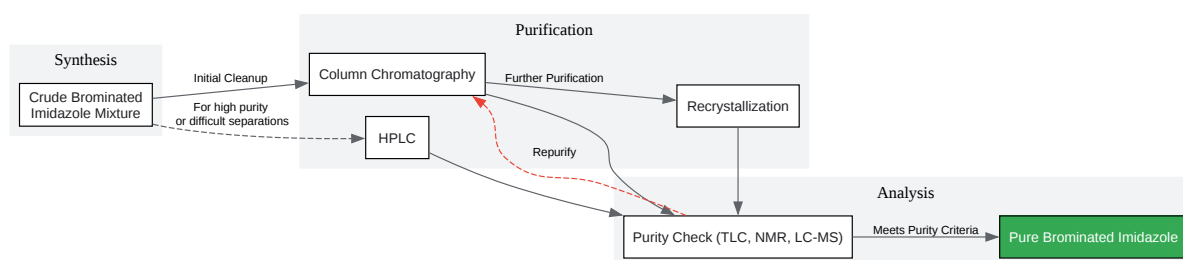 Purification
Synthesis
Column Chromatography
Initial Cleanup
Further Purification
Crude Brominated
Imidazole Mixture
Recrystallization
For high purity
or difficult separations
HPLC
Repurify
Analysis
Purity Check (TLC, NMR, LC-MS)
Meets Purity Criteria
Pure Brominated Imidazole